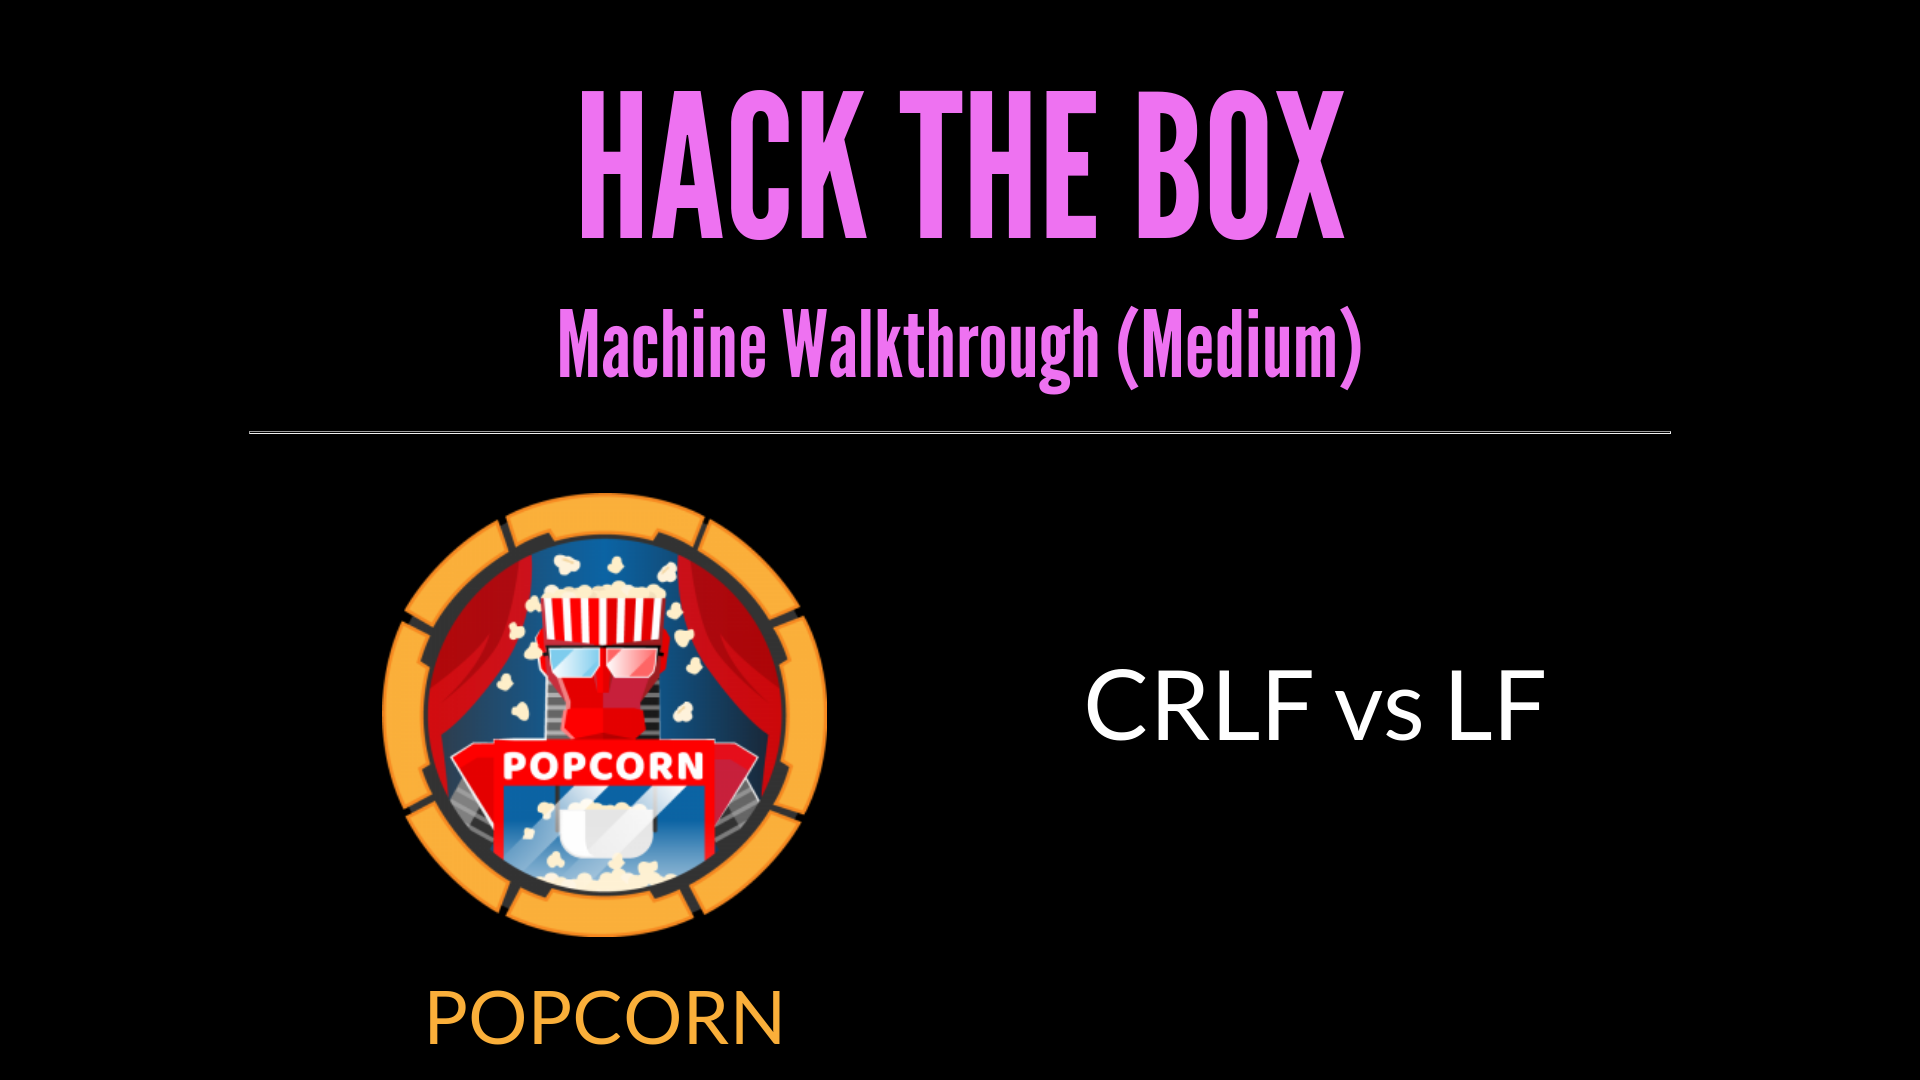 HACK THE BOX
Machine Walkthrough (Medium)
POPCORN
CRLF vs LF
POPCORN